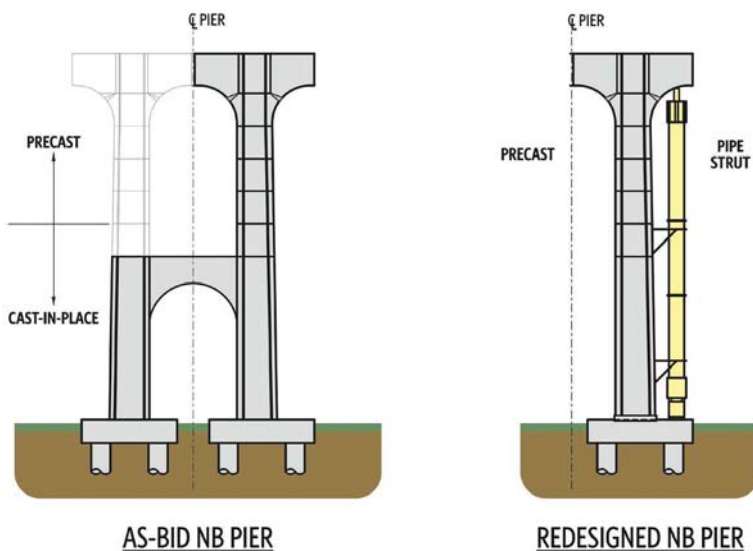 ℄ PIER
PRECAST
CAST-IN-PLACE
AS-BID NB PIER
℄ PIER
PRECAST
PIPE
STRUT
REDESIGNED NB PIER